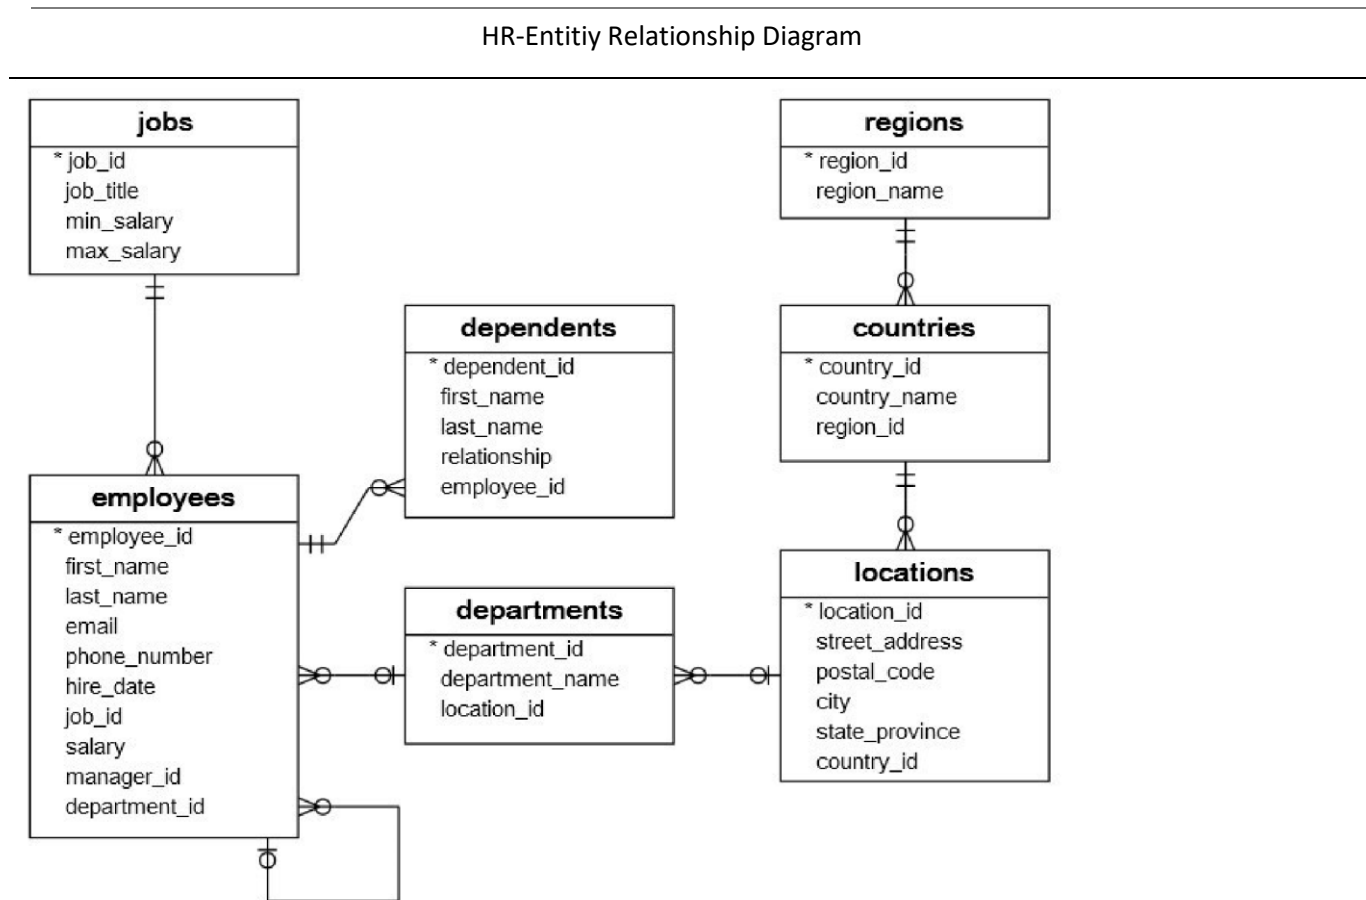 HR-Entitiy Relationship Diagram
jobs
* job_id
job_title
min_salary
max_salary
regions
* region_id
region_name
dependents
* dependent_id
first_name
last_name
relationship
employee_id
countries
* country_id
country_name
region_id
employees
* employee_id
first_name
last_name
email
phone_number
hire_date
job_id
salary
manager_id
department_id
departments
* department_id
department_name
location_id
locations
* location_id
street_address
postal_code
city
state_province
country_id